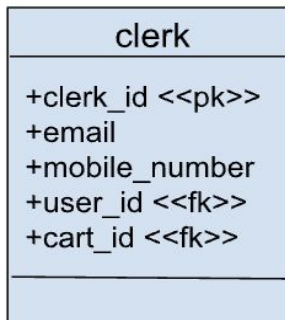 clerk
+clerk_id <<pk>>
+email
+mobile_number
+user_id <<fk>>
+cart_id <<fk>>